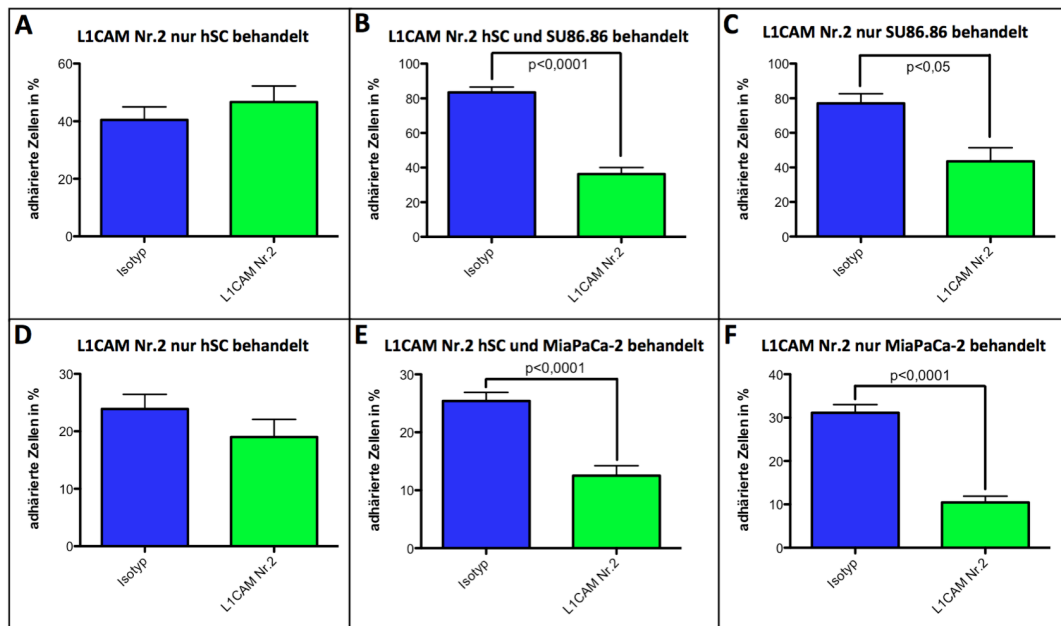 A
L1CAM Nr.2 nur hSC behandelt
adhärierte Zellen in %
60
40
20
0
Isotyp
L1CAM Nr.2
B
L1CAM Nr.2 hSC und SU86.86 behandelt
p<0,0001
adhärierte Zellen in %
100
80
60
40
20
0
Isotyp
L1CAM Nr.2
C
L1CAM Nr.2 nur SU86.86 behandelt
p<0,05
adhärierte Zellen in %
100
80
60
40
20
0
Isotyp
L1CAM Nr.2
D
L1CAM Nr.2 nur hSC behandelt
adhärierte Zellen in %
30
20
10
0
Isotyp
L1CAM Nr.2
E
L1CAM Nr.2 hSC und MiaPaCa-2 behandelt
p<0,0001
adhärierte Zellen in %
30
20
10
0
Isotyp
L1CAM Nr.2
F
L1CAM Nr.2 nur MiaPaCa-2 behandelt
p<0,0001
adhärierte Zellen in %
40
30
20
10
0
Isotyp
L1CAM Nr.2